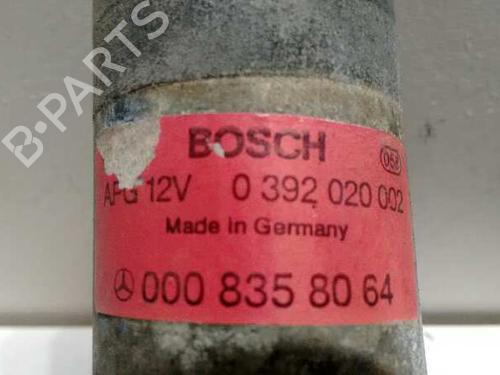 BOSCH
058
APG 12V 0 392 020 002
Made in Germany
000 835 80 64
B-PARTS